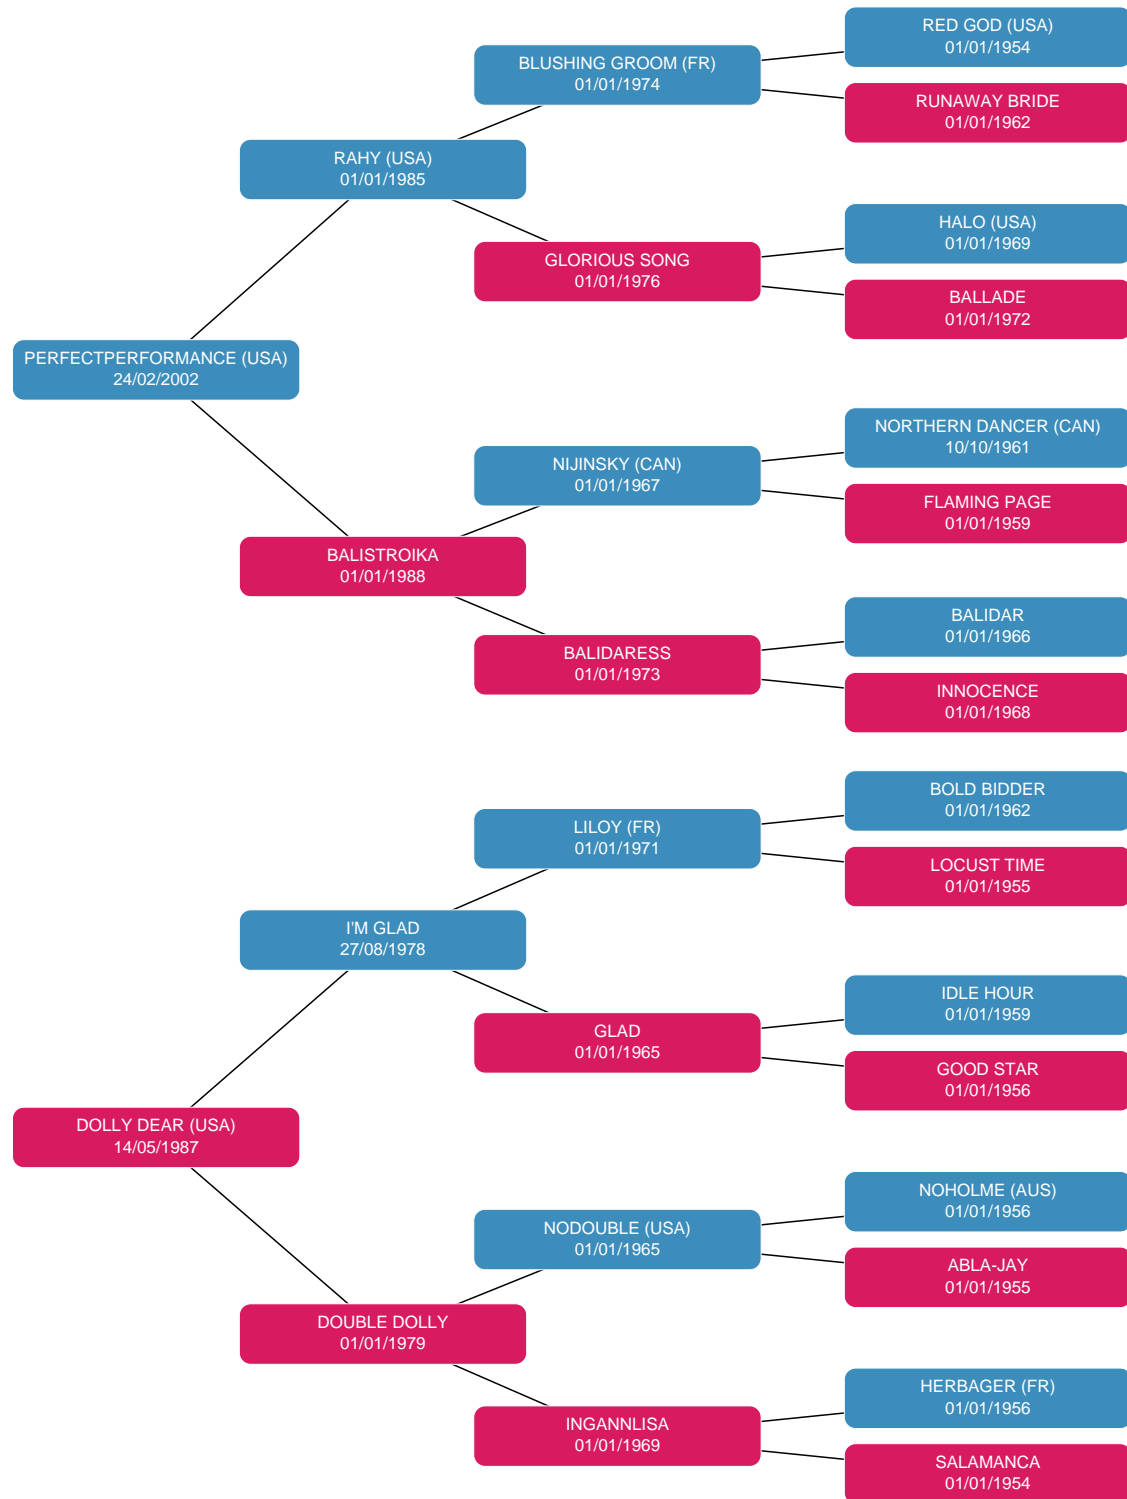 RED GOD (USA)
01/01/1954
BLUSHING GROOM (FR)
01/01/1974
RUNAWAY BRIDE
01/01/1962
RAHY (USA)
01/01/1985
HALO (USA)
01/01/1969
GLORIOUS SONG
01/01/1976
BALLADE
01/01/1972
PERFECTPERFORMANCE (USA)
24/02/2002
NORTHERN DANCER (CAN)
10/10/1961
NIJINSKY (CAN)
01/01/1967
FLAMING PAGE
01/01/1959
BALISTROIKA
01/01/1988
BALIDAR
01/01/1966
BALIDARESS
01/01/1973
INNOCENCE
01/01/1968
BOLD BIDDER
01/01/1962
LILOY (FR)
01/01/1971
LOCUST TIME
01/01/1955
I'M GLAD
27/08/1978
IDLE HOUR
01/01/1959
GLAD
01/01/1965
GOOD STAR
01/01/1956
DOLLY DEAR (USA)
14/05/1987
NOHOLME (AUS)
01/01/1956
NODOUBLE (USA)
01/01/1965
ABLA-JAY
01/01/1955
DOUBLE DOLLY
01/01/1979
HERBAGER (FR)
01/01/1956
INGANNLISA
01/01/1969
SALAMANCA
01/01/1954